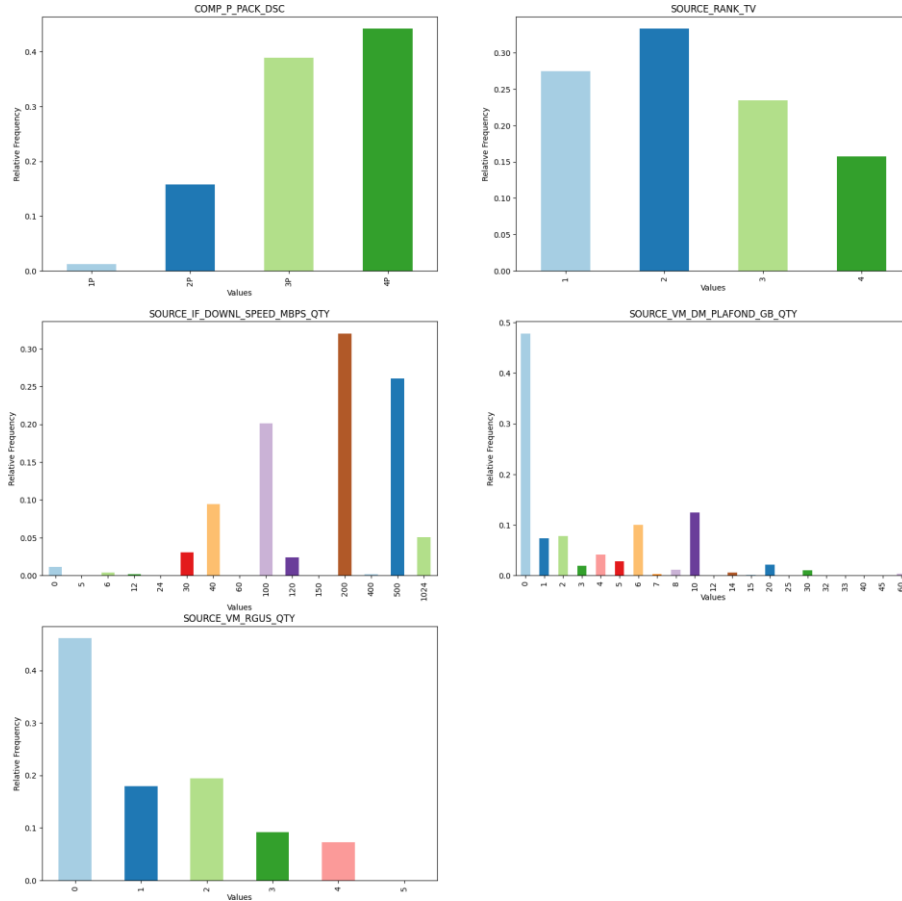 COMP_P_PACK_DSC
Relative Frequency
0.4
0.3
0.2
0.1
0.0
1P 2P 3P 4P
Values
SOURCE_RANK_TV
Relative Frequency
0.30
0.25
0.20
0.15
0.10
0.05
0.00
1 2 3 4
Values
SOURCE_IF_DOWNL_SPEED_MBPS_QTY
Relative Frequency
0.30
0.25
0.20
0.15
0.10
0.05
0.00
0 5 6 12 24 30 40 60 100 120 150 200 400 500 1024
Values
SOURCE_VM_DM_PLAFOND_GB_QTY
Relative Frequency
0.5
0.4
0.3
0.2
0.1
0.0
0 1 2 3 4 5 6 7 8 10 12 14 15 20 25 30 32 33 40 45 60
Values
SOURCE_VM_RGUS_QTY
Relative Frequency
0.4
0.3
0.2
0.1
0.0
0 1 2 3 4 5
Values